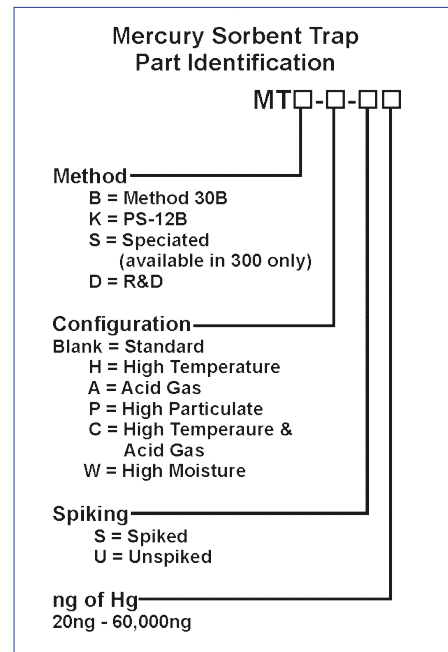 Mercury Sorbent Trap
Part Identification
MT□-□-□□
Method
B = Method 30B
K = PS-12B
S = Speciated
(available in 300 only)
D = R&D
Configuration
Blank = Standard
H = High Temperature
A = Acid Gas
P = High Particulate
C = High Temperaure &
Acid Gas
W = High Moisture
Spiking
S = Spiked
U = Unspiked
ng of Hg
20ng - 60,000ng